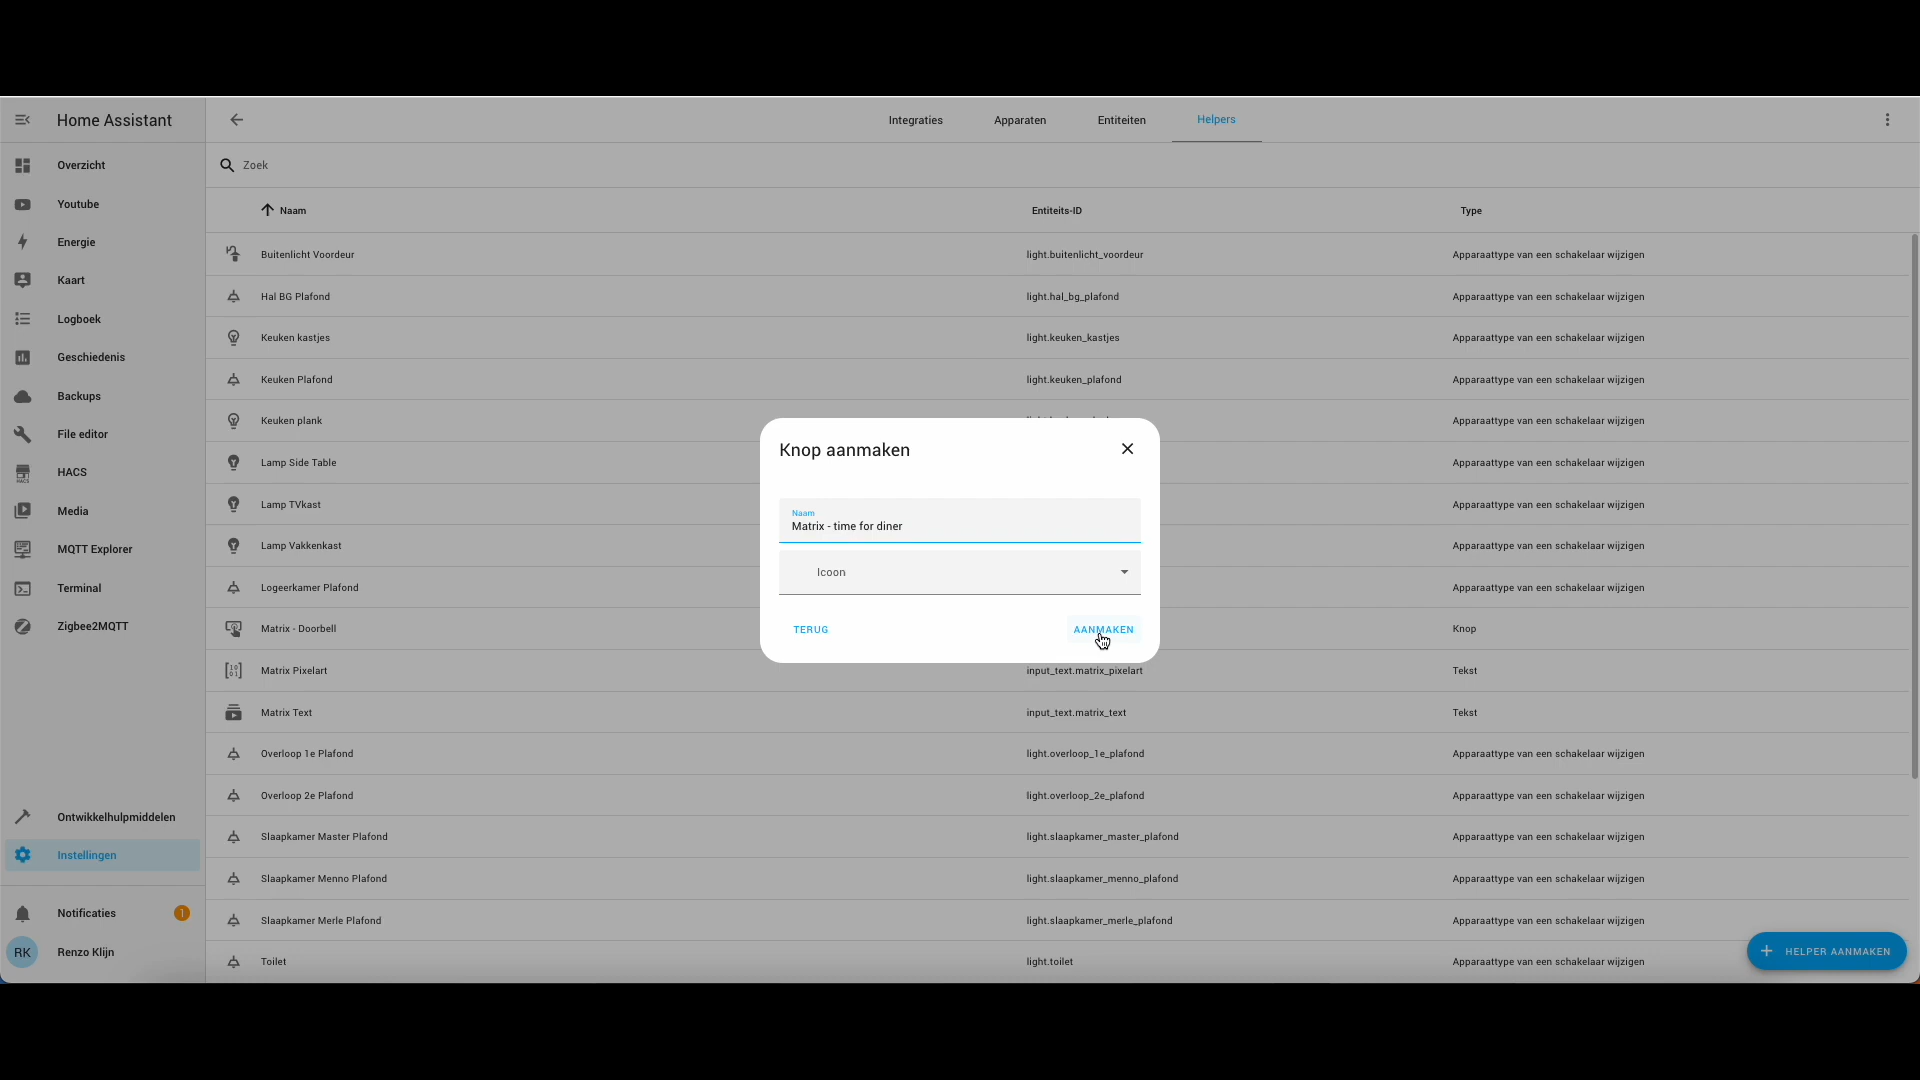 Home Assistant
Integraties
Apparaten
Entiteiten
Helpers
Overzicht
Youtube
Energie
Kaart
Logboek
Geschiedenis
Backups
File editor
HACS
Media
MQTT Explorer
Terminal
Zigbee2MQTT
Ontwikkelhulpmiddelen
Instellingen
Notificaties 1
RK Renzo Klijn
Zoek
Naam Entiteits-ID Type
Buitenlicht Voordeur light.buitenlicht_voordeur Apparaattype van een schakelaar wijzigen
Hal BG Plafond light.hal_bg_plafond Apparaattype van een schakelaar wijzigen
Keuken kastjes light.keuken_kastjes Apparaattype van een schakelaar wijzigen
Keuken Plafond light.keuken_plafond Apparaattype van een schakelaar wijzigen
Keuken plank Apparaattype van een schakelaar wijzigen
Lamp Side Table Apparaattype van een schakelaar wijzigen
Lamp TVkast Apparaattype van een schakelaar wijzigen
Lamp Vakkenkast Apparaattype van een schakelaar wijzigen
Logeerkamer Plafond Apparaattype van een schakelaar wijzigen
Matrix - Doorbell Knop
Matrix Pixelart input_text.matrix_pixelart Tekst
Matrix Text input_text.matrix_text Tekst
Overloop 1e Plafond light.overloop_1e_plafond Apparaattype van een schakelaar wijzigen
Overloop 2e Plafond light.overloop_2e_plafond Apparaattype van een schakelaar wijzigen
Slaapkamer Master Plafond light.slaapkamer_master_plafond Apparaattype van een schakelaar wijzigen
Slaapkamer Menno Plafond light.slaapkamer_menno_plafond Apparaattype van een schakelaar wijzigen
Slaapkamer Merle Plafond light.slaapkamer_merle_plafond Apparaattype van een schakelaar wijzigen
Toilet light.toilet Apparaattype van een schakelaar wijzigen
HELPER AANMAKEN
Knop aanmaken
Naam
Matrix - time for diner
Icoon
TERUG
AANMAKEN